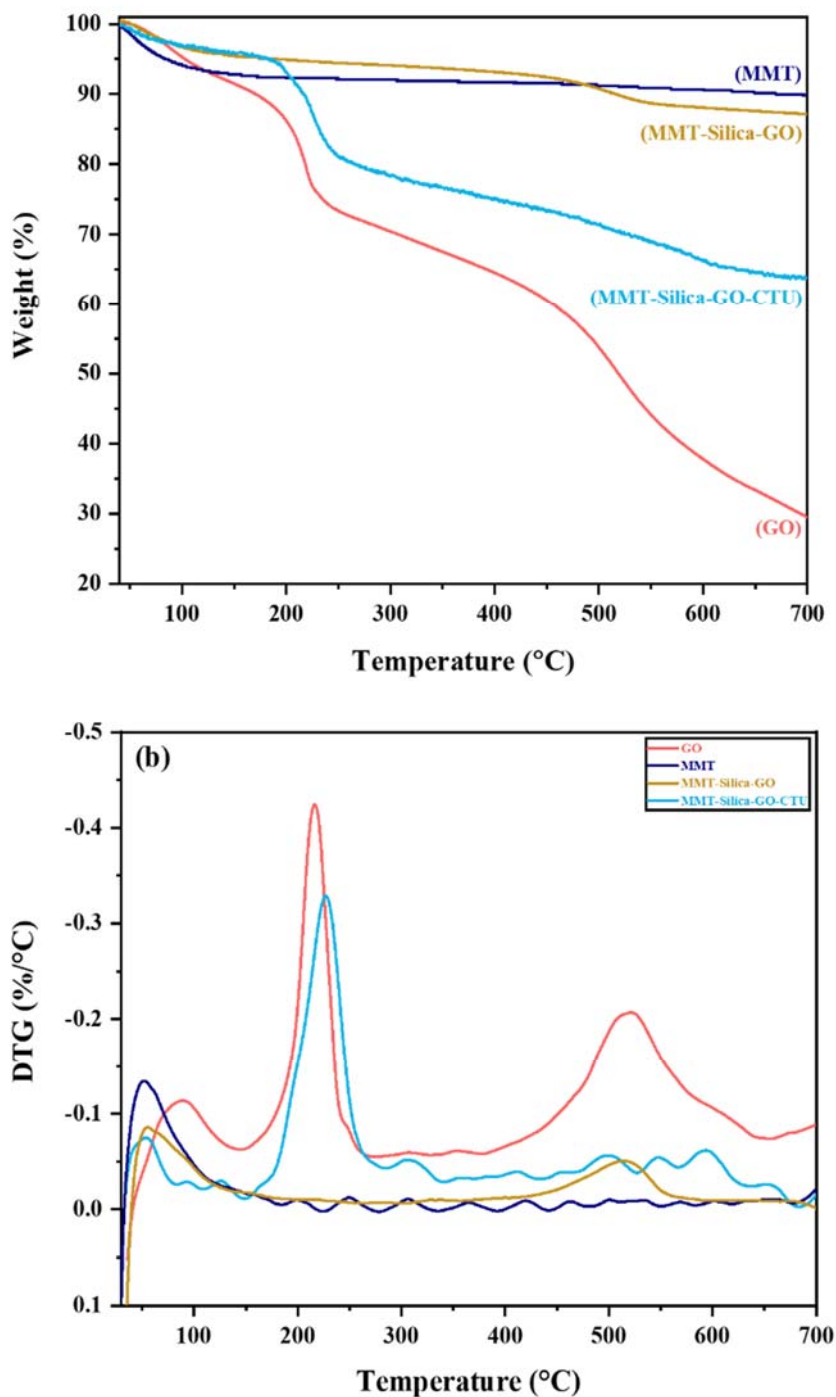 100
90
80
70
60
50
40
30
20
Weight (%)
(MMT)
(MMT-Silica-GO)
(MMT-Silica-GO-CTU)
(GO)
100 200 300 400 500 600 700
Temperature (°C)
(b)
GO
MMT
MMT-Silica-GO
MMT-Silica-GO-CTU
-0.5
-0.4
-0.3
-0.2
-0.1
0.0
0.1
DTG (%/°C)
100 200 300 400 500 600 700
Temperature (°C)